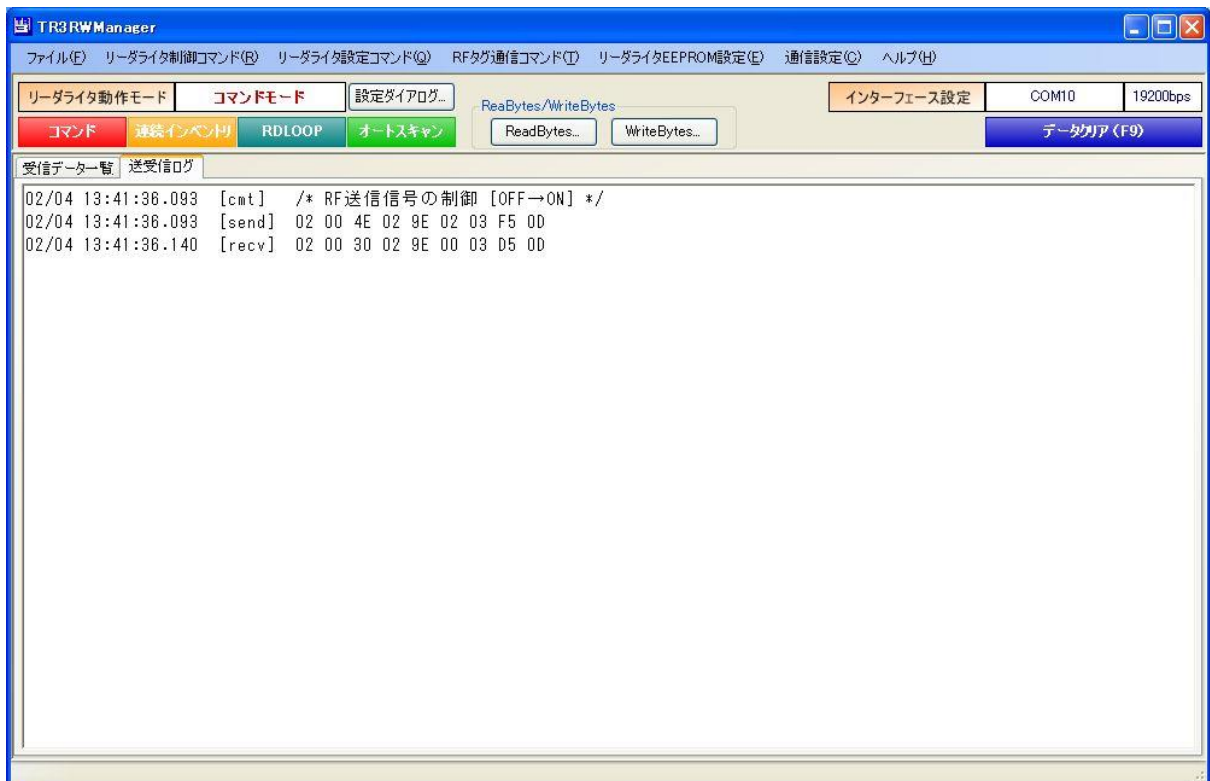 TR3RWManager
ファイル(F) リーダライタ制御コマンド(R) リーダライタ設定コマンド(Q) RFタグ通信コマンド(T) リーダライタEEPROM設定(E) 通信設定(C) ヘルプ(H)
リーダライタ動作モード コマンドモード 設定ダイアログ... ReaBytes/WriteBytes インターフェース設定 COM10 19200bps
コマンド 連続インベントリ RDLOOP オートスキャン ReadBytes... WriteBytes... データクリア (F9)
受信データ一覧 送受信ログ
02/04 13:41:36.093 [cmt] /* RF送信信号の制御 [OFF→ON] */
02/04 13:41:36.093 [send] 02 00 4E 02 9E 02 03 F5 0D
02/04 13:41:36.140 [recv] 02 00 30 02 9E 00 03 D5 0D